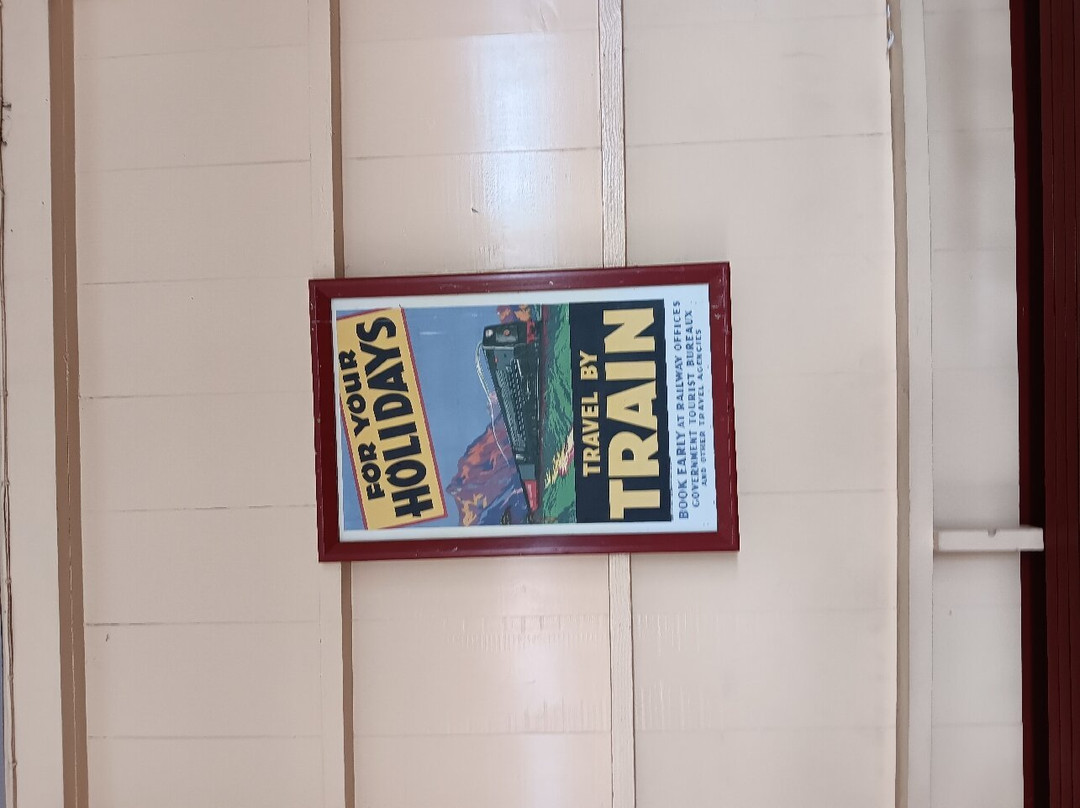 FOR YOUR
HOLIDAYS
TRAVEL BY
TRAIN
BOOK EARLY AT RAILWAY OFFICES
GOVERNMENT TOURIST BUREAUX
AND OTHER TRAVEL AGENCIES